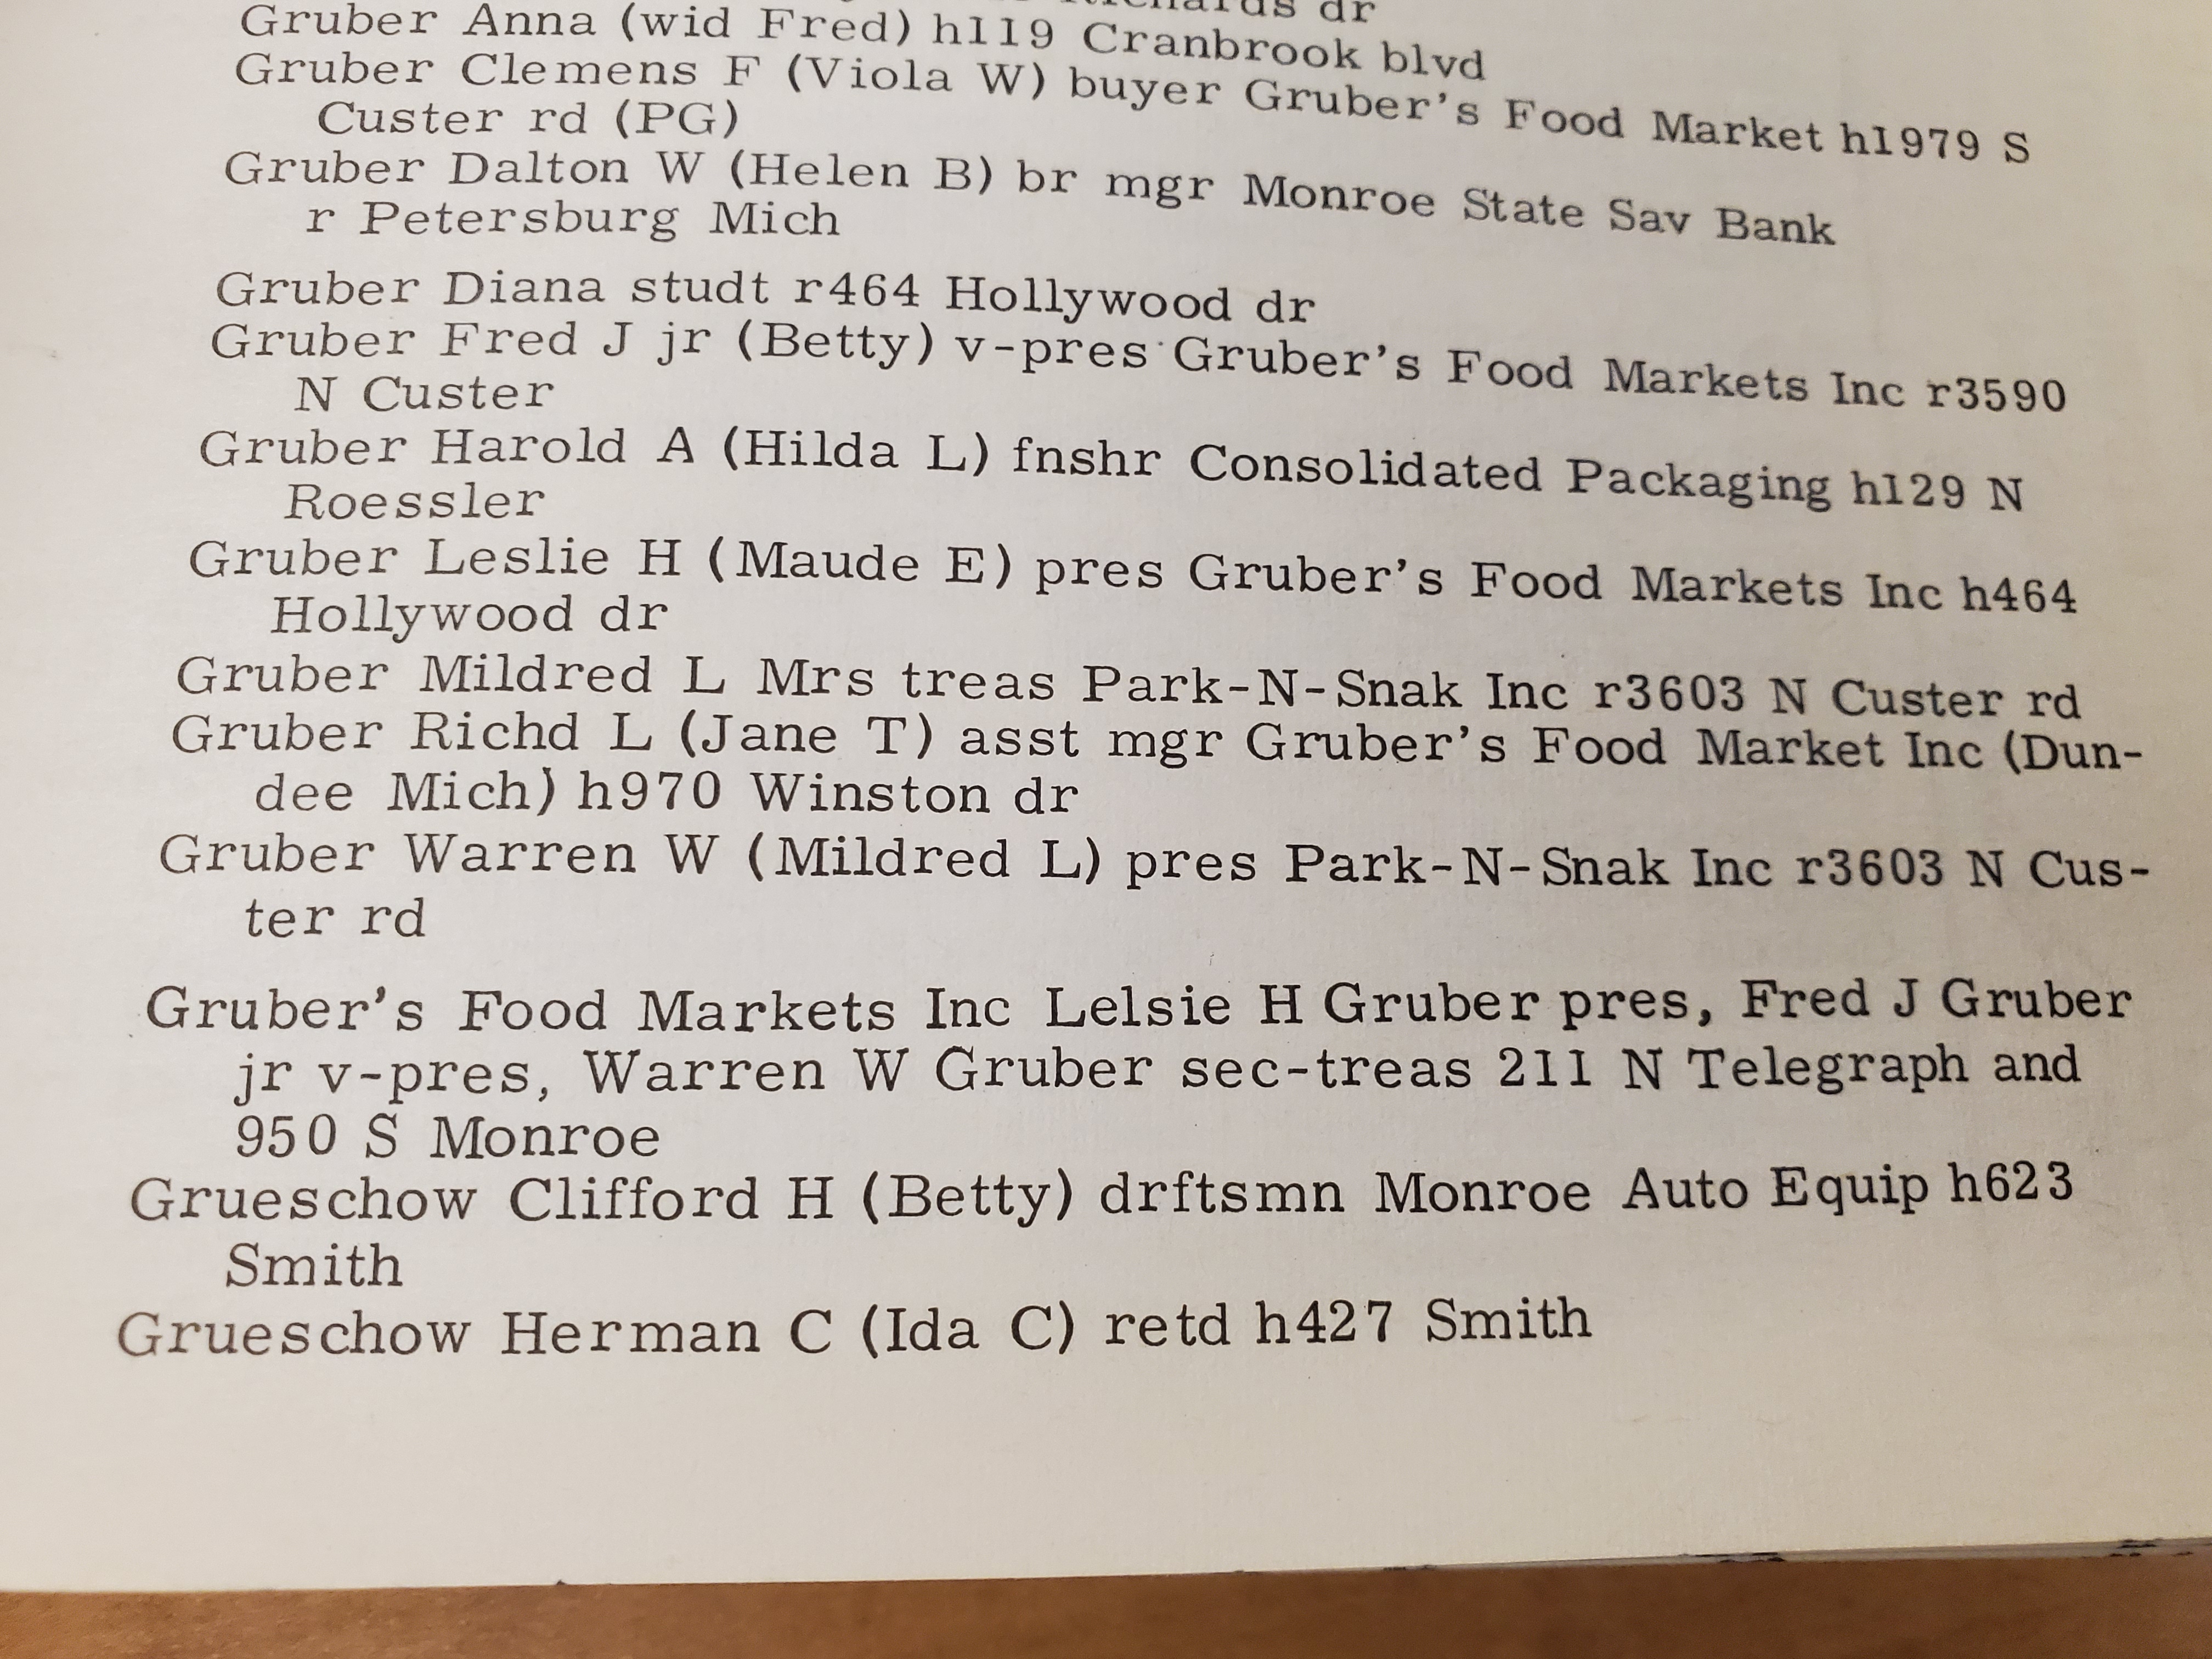 dr
Gruber Anna (wid Fred) h119 Cranbrook blvd
Gruber Clemens F (Viola W) buyer Gruber's Food Market h1979 S
Custer rd (PG)
Gruber Dalton W (Helen B) br mgr Monroe State Sav Bank
r Petersburg Mich
Gruber Diana studt r464 Hollywood dr
Gruber Fred J jr (Betty) v-pres Gruber's Food Markets Inc r3590
N Custer
Gruber Harold A (Hilda L) fnshr Consolidated Packaging h129 N
Roessler
Gruber Leslie H (Maude E) pres Gruber's Food Markets Inc h464
Hollywood dr
Gruber Mildred L Mrs treas Park-N-Snak Inc r3603 N Custer rd
Gruber Richd L (Jane T) asst mgr Gruber's Food Market Inc (Dun-
dee Mich) h970 Winston dr
Gruber Warren W (Mildred L) pres Park-N-Snak Inc r3603 N Cus-
ter rd
Gruber's Food Markets Inc Lelsie H Gruber pres, Fred J Gruber
jr v-pres, Warren W Gruber sec-treas 211 N Telegraph and
950 S Monroe
Grueschow Clifford H (Betty) drftsmn Monroe Auto Equip h623
Smith
Grueschow Herman C (Ida C) retd h427 Smith